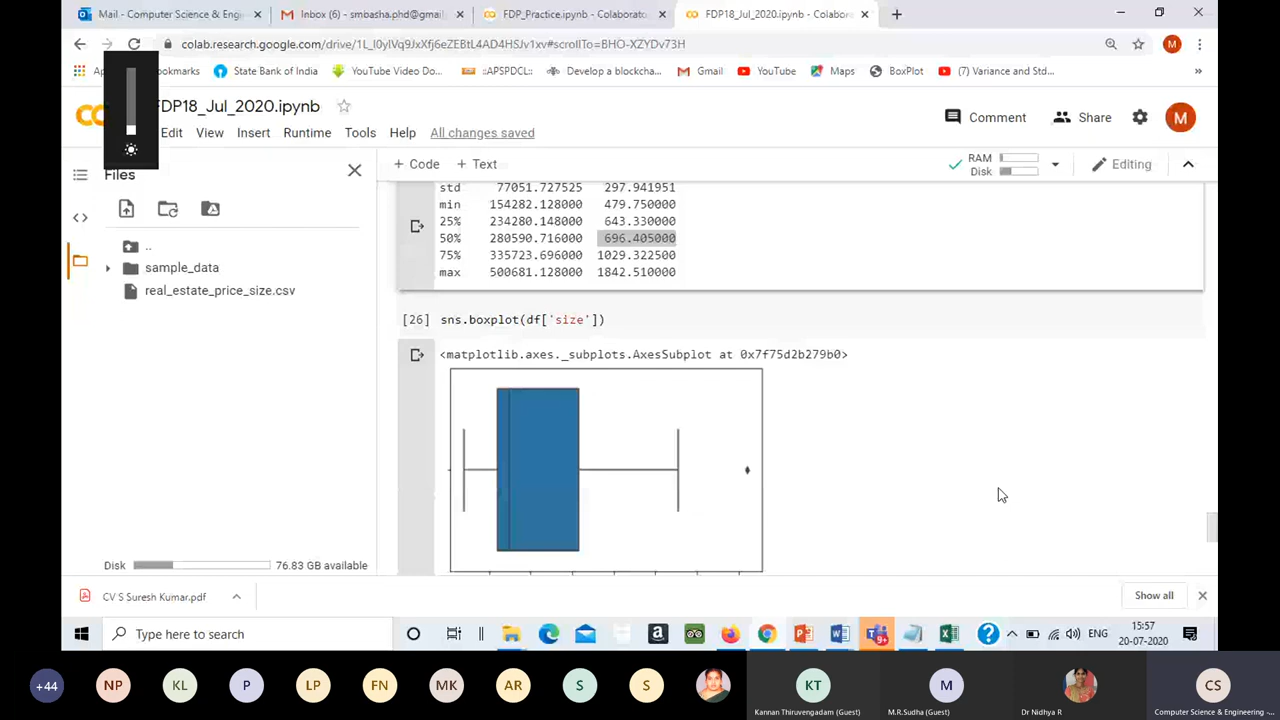 Mail - Computer Science & Engi
Inbox (6) - smbasha.phd@gmail.
FDP_Practice.ipynb - Colaborato
FDP18_Jul_2020.ipynb - Colabora
colab.research.google.com/drive/1L_I0yIVq9JxXfj6eZEBtL4AD4HSJv1xv#scrollTo=BHO-XZYDv73H
M
Ap
okmarks
State Bank of India
YouTube Video Do...
::APSPDCL::
Develop a blockcha...
Gmail
YouTube
Maps
BoxPlot
(7) Variance and Std...
»
FDP18_Jul_2020.ipynb
Comment
Share
M
Edit
View
Insert
Runtime
Tools
Help
All changes saved
+ Code
+ Text
RAM
Disk
Editing
Files
..
sample_data
real_estate_price_size.csv
Disk
76.83 GB available
std 77051.727525 297.941951
min 154282.128000 479.750000
25% 234280.148000 643.330000
50% 280590.716000 696.405000
75% 335723.696000 1029.322500
max 500681.128000 1842.510000
[26] sns.boxplot(df['size'])
<matplotlib.axes._subplots.AxesSubplot at 0x7f75d2b279b0>
CV S Suresh Kumar.pdf
Show all
Type here to search
9+
ENG
15:57
20-07-2020
+44
NP
KL
P
LP
FN
MK
AR
S
S
KT
Kannan Thiruvengadam (Guest)
M
M.R.Sudha (Guest)
Dr Nidhya R
CS
Computer Science & Engineering -...